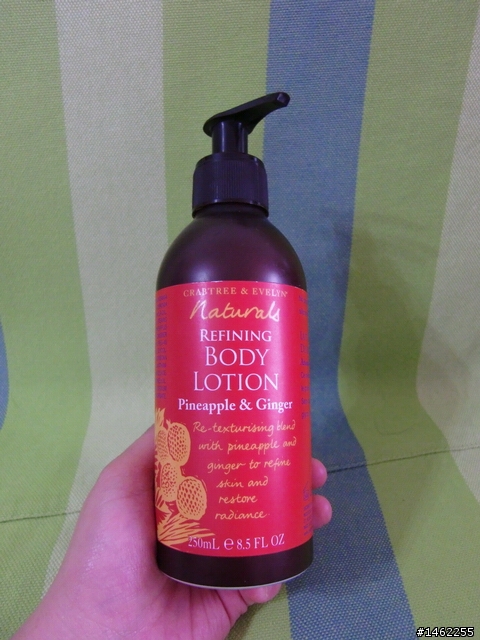 CRABTREE & EVELYN®
Naturals
REFINING
BODY
LOTION
Pineapple & Ginger
Re-texturising blend
with pineapple and
ginger to refine
skin and
restore
radiance.
250mL ℮ 8.5 FL OZ
#1462255